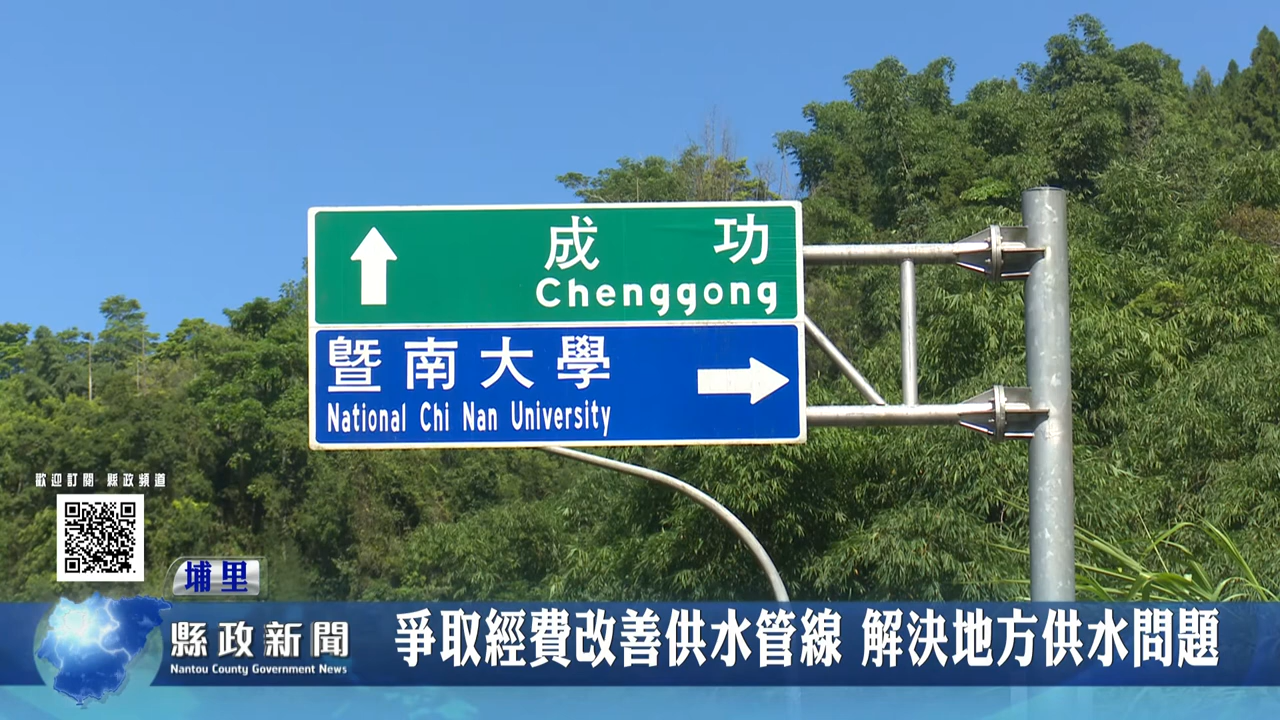 成功
Chenggong
暨南大學
National Chi Nan University
歡迎訂閱 縣政頻道
埔里
縣政新聞
Nantou County Government News
爭取經費改善供水管線 解決地方供水問題